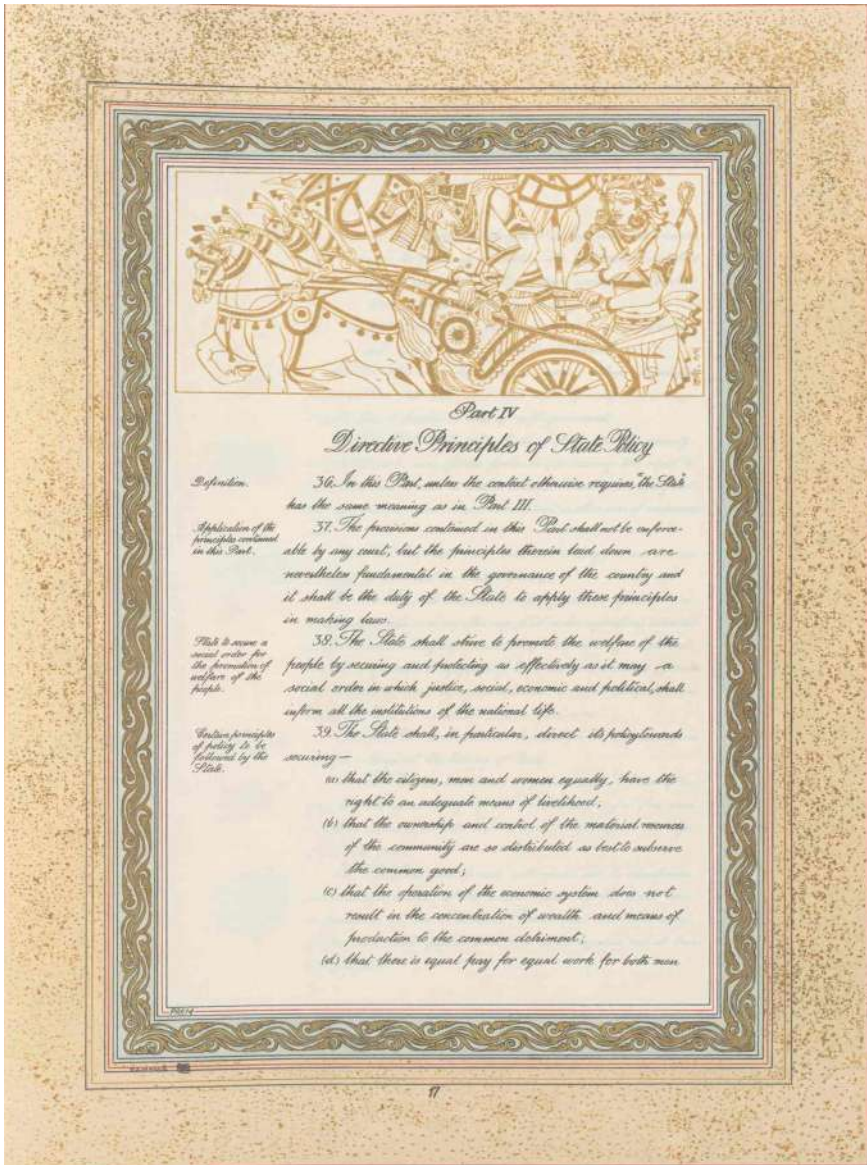 Part IV
Directive Principles of State Policy
Definition.
36. In this Part, unless the context otherwise requires, "the State"
has the same meaning as in Part III.
Application of the
principles contained
in this Part.
37. The provisions contained in this Part shall not be enforce-
able by any court, but the principles therein laid down are
nevertheless fundamental in the governance of the country and
it shall be the duty of the State to apply these principles
in making laws.
State to secure a
social order for
the promotion of
welfare of the
people.
38. The State shall strive to promote the welfare of the
people by securing and protecting as effectively as it may a
social order in which justice, social, economic and political, shall
inform all the institutions of the national life.
Certain principles
of policy to be
followed by the
State.
39. The State shall, in particular, direct its policy towards
securing—
(a) that the citizens, men and women equally, have the
right to an adequate means of livelihood;
(b) that the ownership and control of the material resources
of the community are so distributed as best to subserve
the common good;
(c) that the operation of the economic system does not
result in the concentration of wealth and means of
production to the common detriment;
(d) that there is equal pay for equal work for both men
17